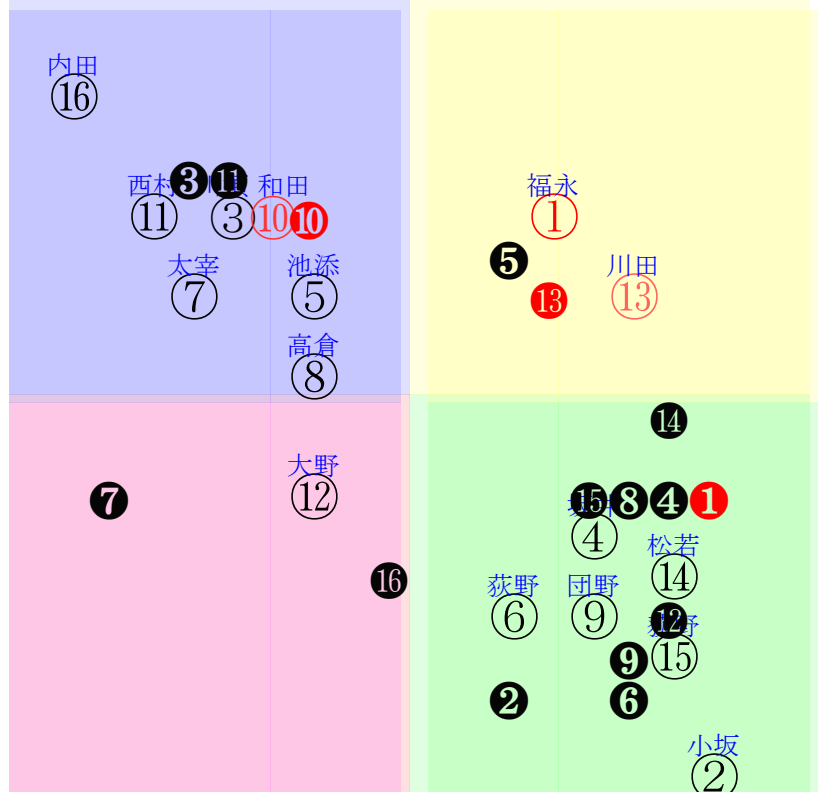 内田
⑯
西村 ❸ ⓫ 和田
⑪ ③ ⑩ ❿
福永
①
太宰 池添
⑦ ⑤
❺ 川田
⓭ ⑬
高倉
⑧
⓮
大野
⑫
❼ ⓯ ❽ ❹ ❶
④
松若
⑭
⓰
荻野 団野
⑥ ⑨ ⓬ 野
❾ ⑮
❷ ❻
小坂
②